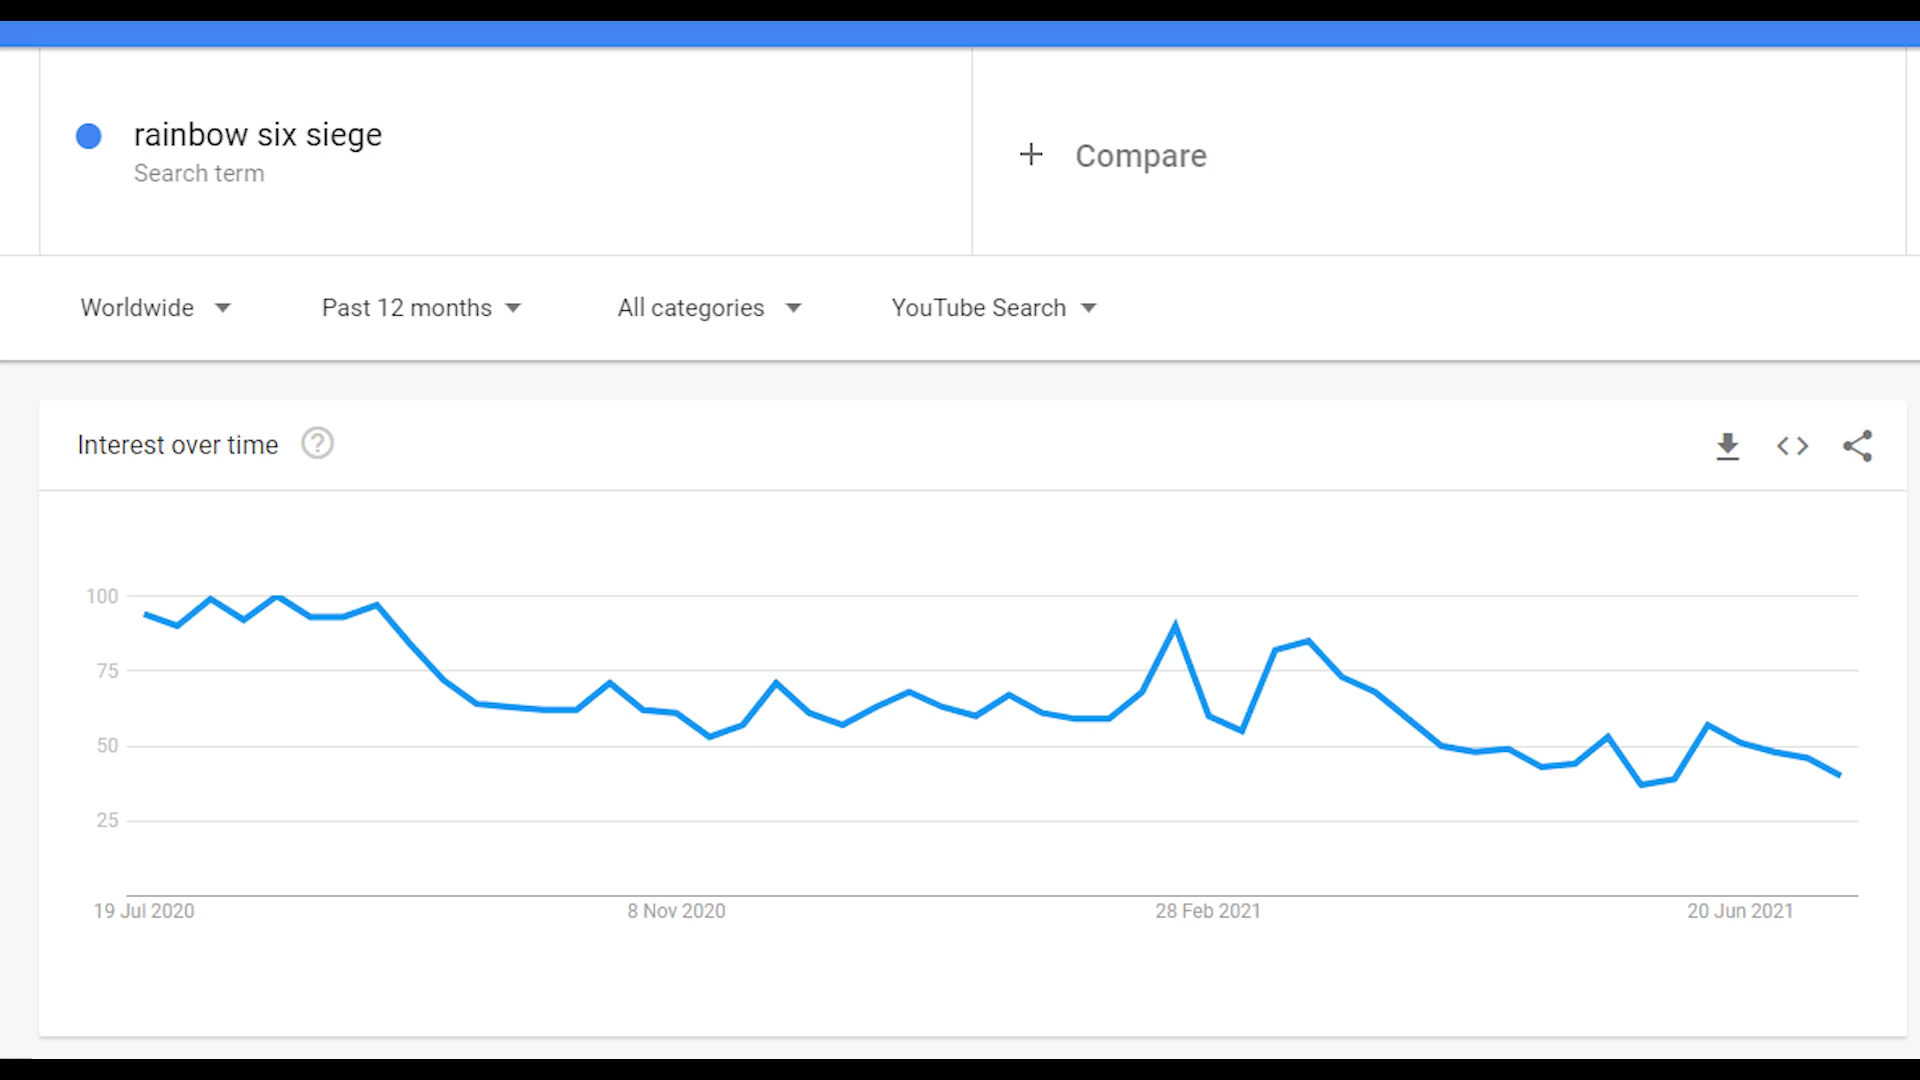 rainbow six siege
Search term
+ Compare
Worldwide
Past 12 months
All categories
YouTube Search
Interest over time ?
100
75
50
25
19 Jul 2020
8 Nov 2020
28 Feb 2021
20 Jun 2021